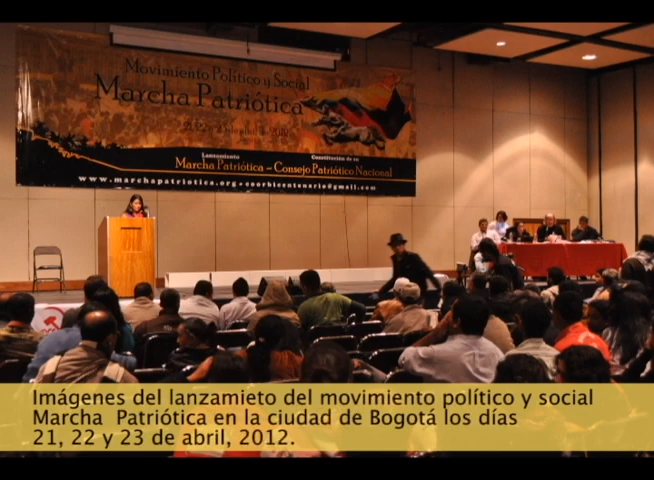 Movimiento Político y Social
Marcha Patriótica
Lanzamiento
Constitución de su
Marcha Patriótica - Consejo Patriótico Nacional
www.marchapatriotica.org
Imágenes del lanzamieto del movimiento político y social
Marcha Patriótica en la ciudad de Bogotá los días
21, 22 y 23 de abril, 2012.